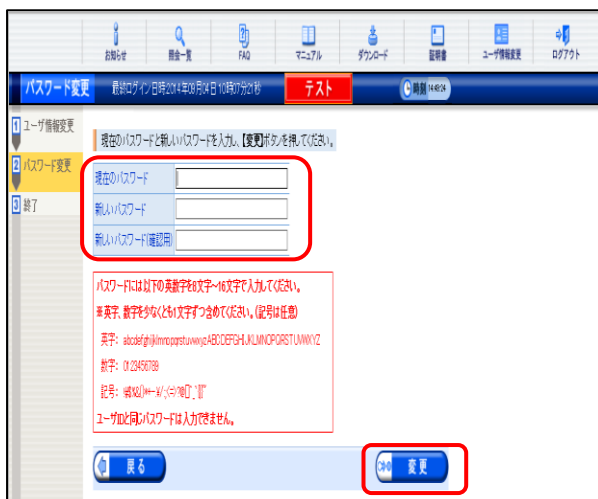 お知らせ 照会一覧 FAQ マニュアル ダウンロード 証明書 ユーザ情報変更 ログアウト
パスワード変更 最終ログイン日時2014年08月04日10時07分21秒 テスト 時刻 14:49:24
1 ユーザ情報変更
現在のパスワードと新しいパスワードを入力し、【変更】ボタンを押してください。
2 パスワード変更
現在のパスワード
3 終了
新しいパスワード
新しいパスワード(確認用)
パスワードには以下の英数字を8文字~16文字で入力してください。
※英字、数字を少なくとも1文字ずつ含めてください。(記号は任意)
英字: abcdefghijklmnopqrstuvwxyzABCDEFGHIJKLMNOPQRSTUVWXYZ
数字: 0123456789
記号:
ユーザIDと同じパスワードは入力できません。
戻る 変更